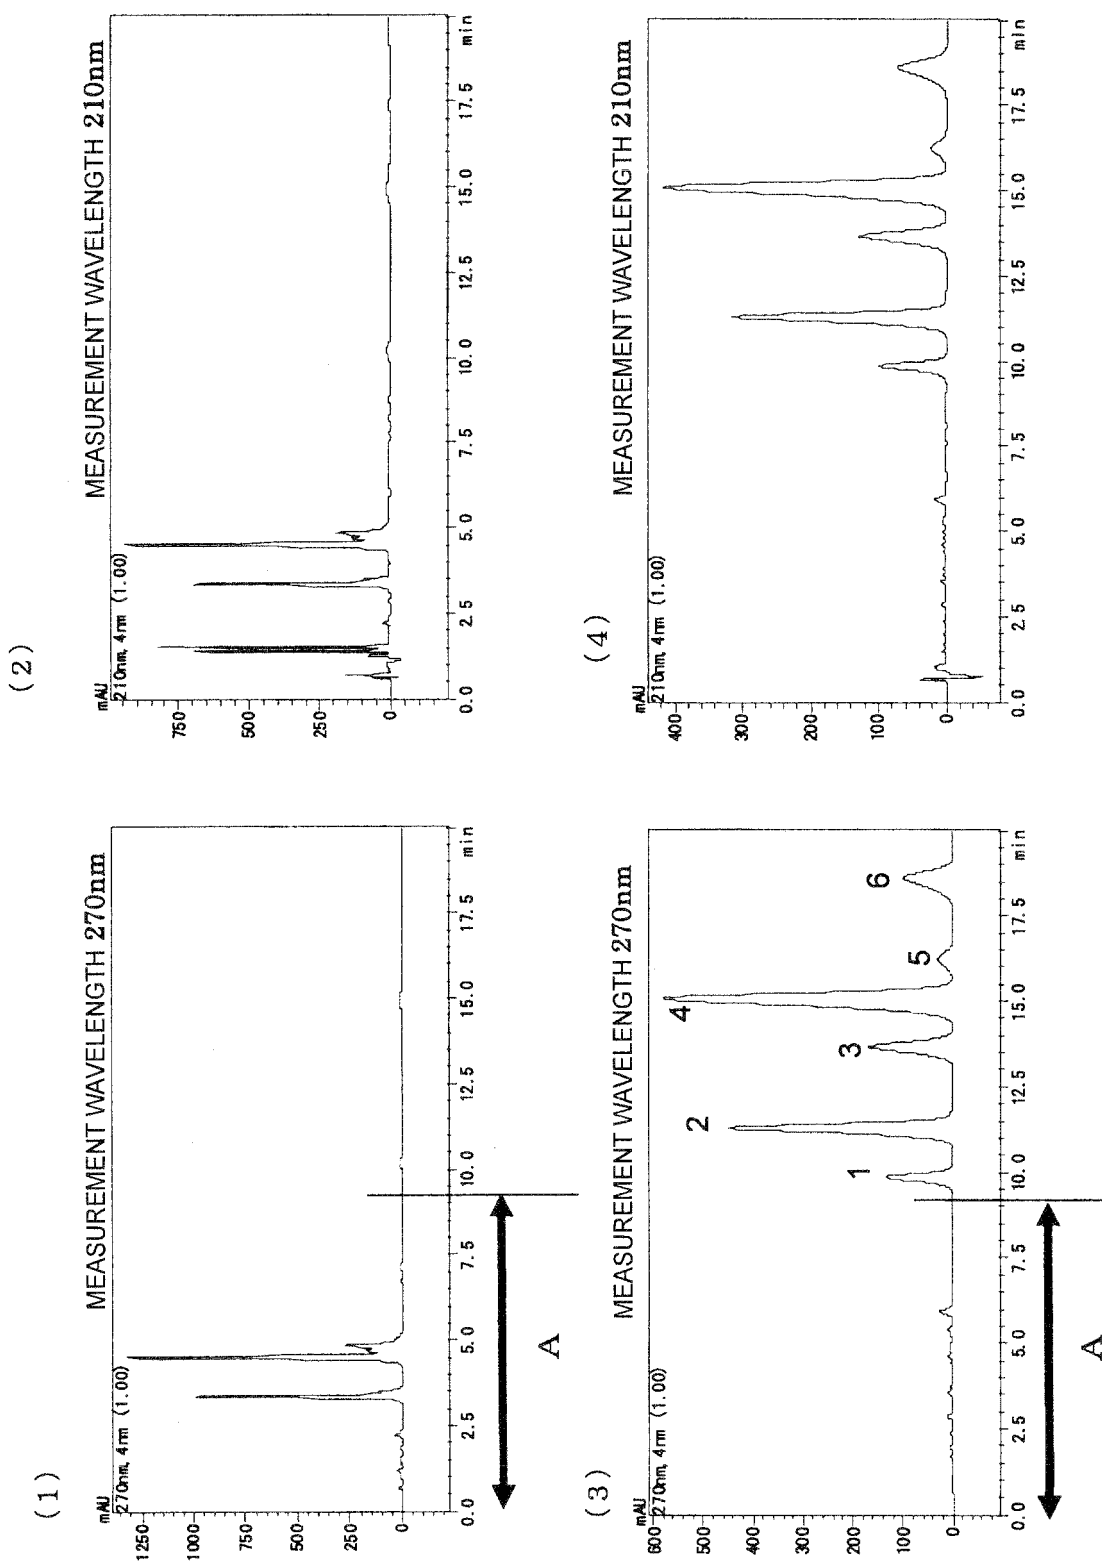 (1)
MEASUREMENT WAVELENGTH 270nm
mAU
270nm, 4nm (1.00)
1250
1000
750
500
250
0
0.0 2.5 5.0 7.5 10.0 12.5 15.0 17.5 min
A
(2)
MEASUREMENT WAVELENGTH 210nm
mAU
210nm, 4nm (1.00)
750
500
250
0
0.0 2.5 5.0 7.5 10.0 12.5 15.0 17.5 min
(3)
MEASUREMENT WAVELENGTH 270nm
mAU
270nm, 4nm (1.00)
600
500
400
300
200
100
0
1 2 3 4 5 6
0.0 2.5 5.0 7.5 10.0 12.5 15.0 17.5 min
A
(4)
MEASUREMENT WAVELENGTH 210nm
mAU
210nm, 4nm (1.00)
400
300
200
100
0
0.0 2.5 5.0 7.5 10.0 12.5 15.0 17.5 min